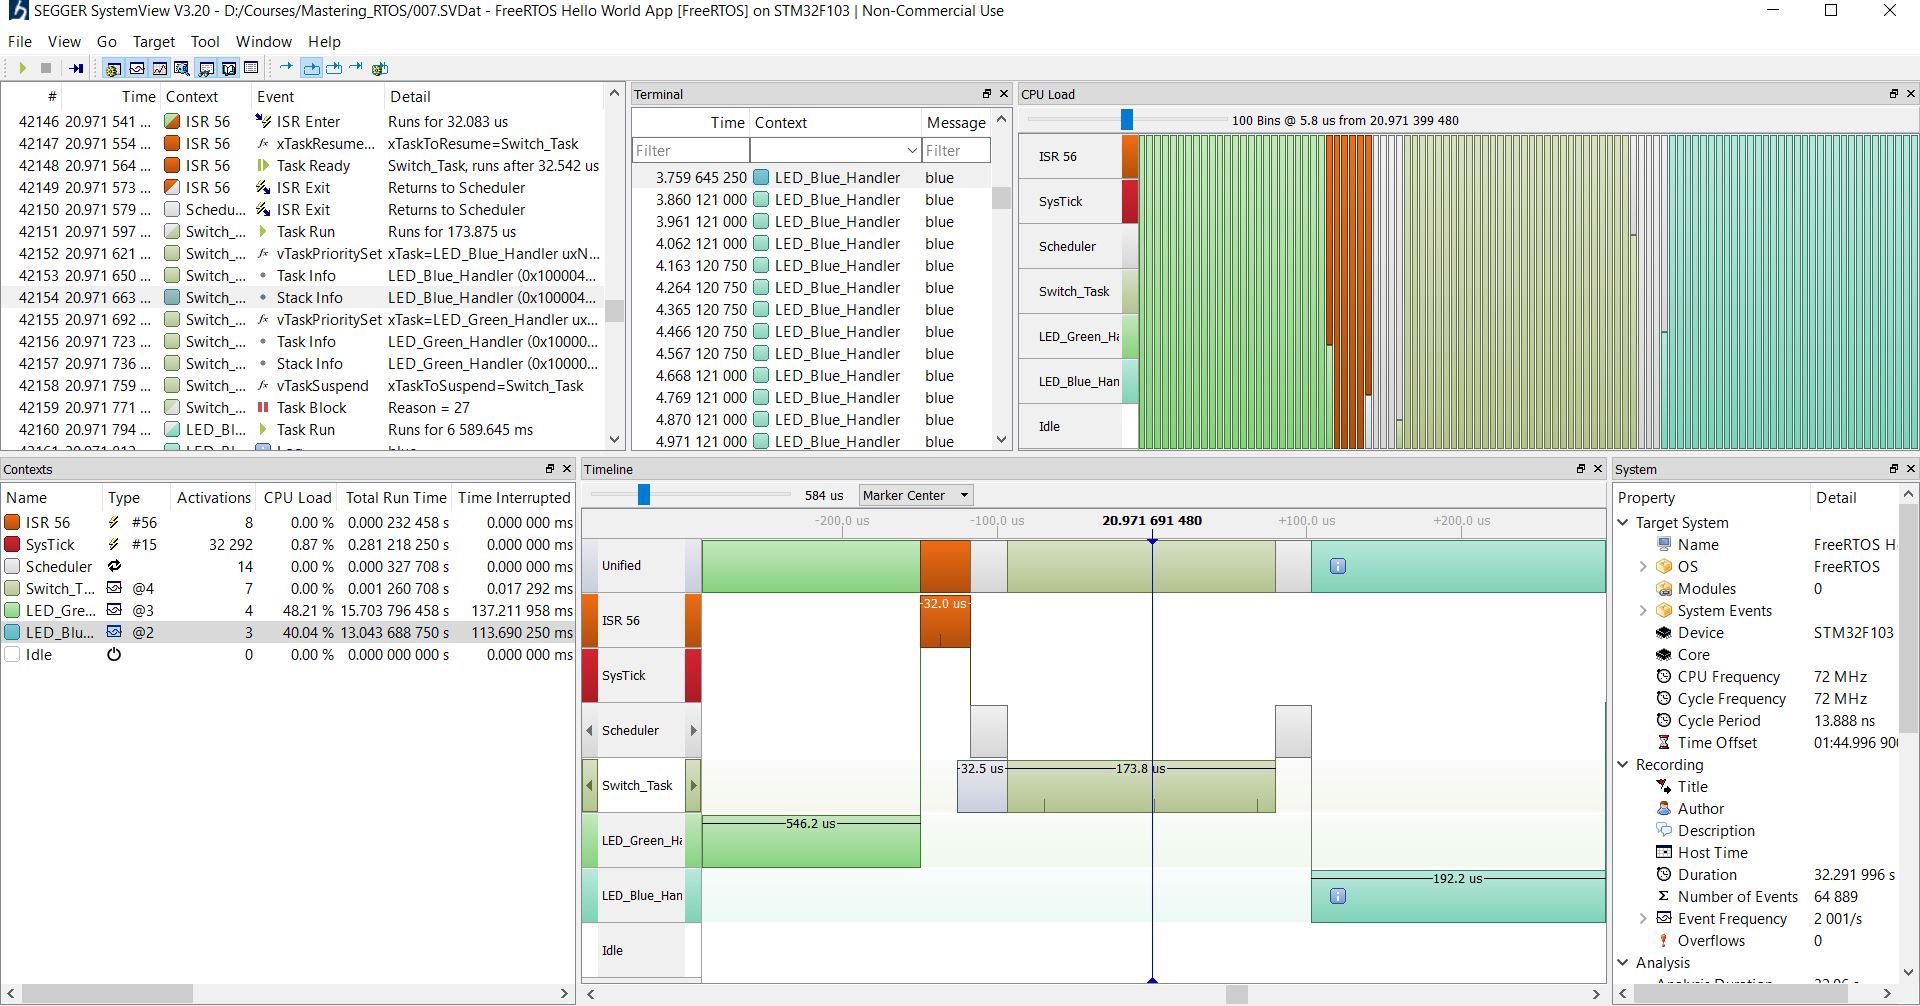 SEGGER SystemView V3.20 - D:/Courses/Mastering_RTOS/007.SVDat - FreeRTOS Hello World App [FreeRTOS] on STM32F103 | Non-Commercial Use
File View Go Target Tool Window Help
# Time Context Event Detail
42146 20.971 541 ... ISR 56 ISR Enter Runs for 32.083 us
42147 20.971 554 ... ISR 56 fx xTaskResume... xTaskToResume=Switch_Task
42148 20.971 564 ... ISR 56 Task Ready Switch_Task, runs after 32.542 us
42149 20.971 573 ... ISR 56 ISR Exit Returns to Scheduler
42150 20.971 579 ... Schedu... ISR Exit Returns to Scheduler
42151 20.971 597 ... Switch_... Task Run Runs for 173.875 us
42152 20.971 621 ... Switch_... fx vTaskPrioritySet xTask=LED_Blue_Handler uxN...
42153 20.971 650 ... Switch_... Task Info LED_Blue_Handler (0x100004...
42154 20.971 663 ... Switch_... Stack Info LED_Blue_Handler (0x100004...
42155 20.971 692 ... Switch_... fx vTaskPrioritySet xTask=LED_Green_Handler ux...
42156 20.971 723 ... Switch_... Task Info LED_Green_Handler (0x10000...
42157 20.971 736 ... Switch_... Stack Info LED_Green_Handler (0x10000...
42158 20.971 759 ... Switch_... fx vTaskSuspend xTaskToSuspend=Switch_Task
42159 20.971 771 ... Switch_... Task Block Reason = 27
42160 20.971 794 ... LED_Bl... Task Run Runs for 6 589.645 ms
Terminal
Time Context Message
Filter Filter
3.759 645 250 LED_Blue_Handler blue
3.860 121 000 LED_Blue_Handler blue
3.961 121 000 LED_Blue_Handler blue
4.062 121 000 LED_Blue_Handler blue
4.163 120 750 LED_Blue_Handler blue
4.264 120 750 LED_Blue_Handler blue
4.365 120 750 LED_Blue_Handler blue
4.466 120 750 LED_Blue_Handler blue
4.567 120 750 LED_Blue_Handler blue
4.668 121 000 LED_Blue_Handler blue
4.769 121 000 LED_Blue_Handler blue
4.870 121 000 LED_Blue_Handler blue
4.971 121 000 LED_Blue_Handler blue
CPU Load
100 Bins @ 5.8 us from 20.971 399 480
ISR 56
SysTick
Scheduler
Switch_Task
LED_Green_Ha
LED_Blue_Han
Idle
Contexts
Name Type Activations CPU Load Total Run Time Time Interrupted
ISR 56 #56 8 0.00 % 0.000 232 458 s 0.000 000 ms
SysTick #15 32 292 0.87 % 0.281 218 250 s 0.000 000 ms
Scheduler 14 0.00 % 0.000 327 708 s 0.000 000 ms
Switch_T... @4 7 0.00 % 0.001 260 708 s 0.017 292 ms
LED_Gre... @3 4 48.21 % 15.703 796 458 s 137.211 958 ms
LED_Blu... @2 3 40.04 % 13.043 688 750 s 113.690 250 ms
Idle 0 0.00 % 0.000 000 000 s 0.000 000 ms
Timeline
584 us Marker Center
-200.0 us -100.0 us 20.971 691 480 +100.0 us +200.0 us
Unified
ISR 56 32.0 us
SysTick
Scheduler
Switch_Task 32.5 us 173.8 us
LED_Green_Ha 546.2 us
LED_Blue_Han 192.2 us
Idle
System
Property Detail
Target System
Name FreeRTOS H
OS FreeRTOS
Modules 0
System Events
Device STM32F103
Core
CPU Frequency 72 MHz
Cycle Frequency 72 MHz
Cycle Period 13.888 ns
Time Offset 01:44.996 900
Recording
Title
Author
Description
Host Time
Duration 32.291 996 s
Number of Events 64 889
Event Frequency 2 001/s
Overflows 0
Analysis